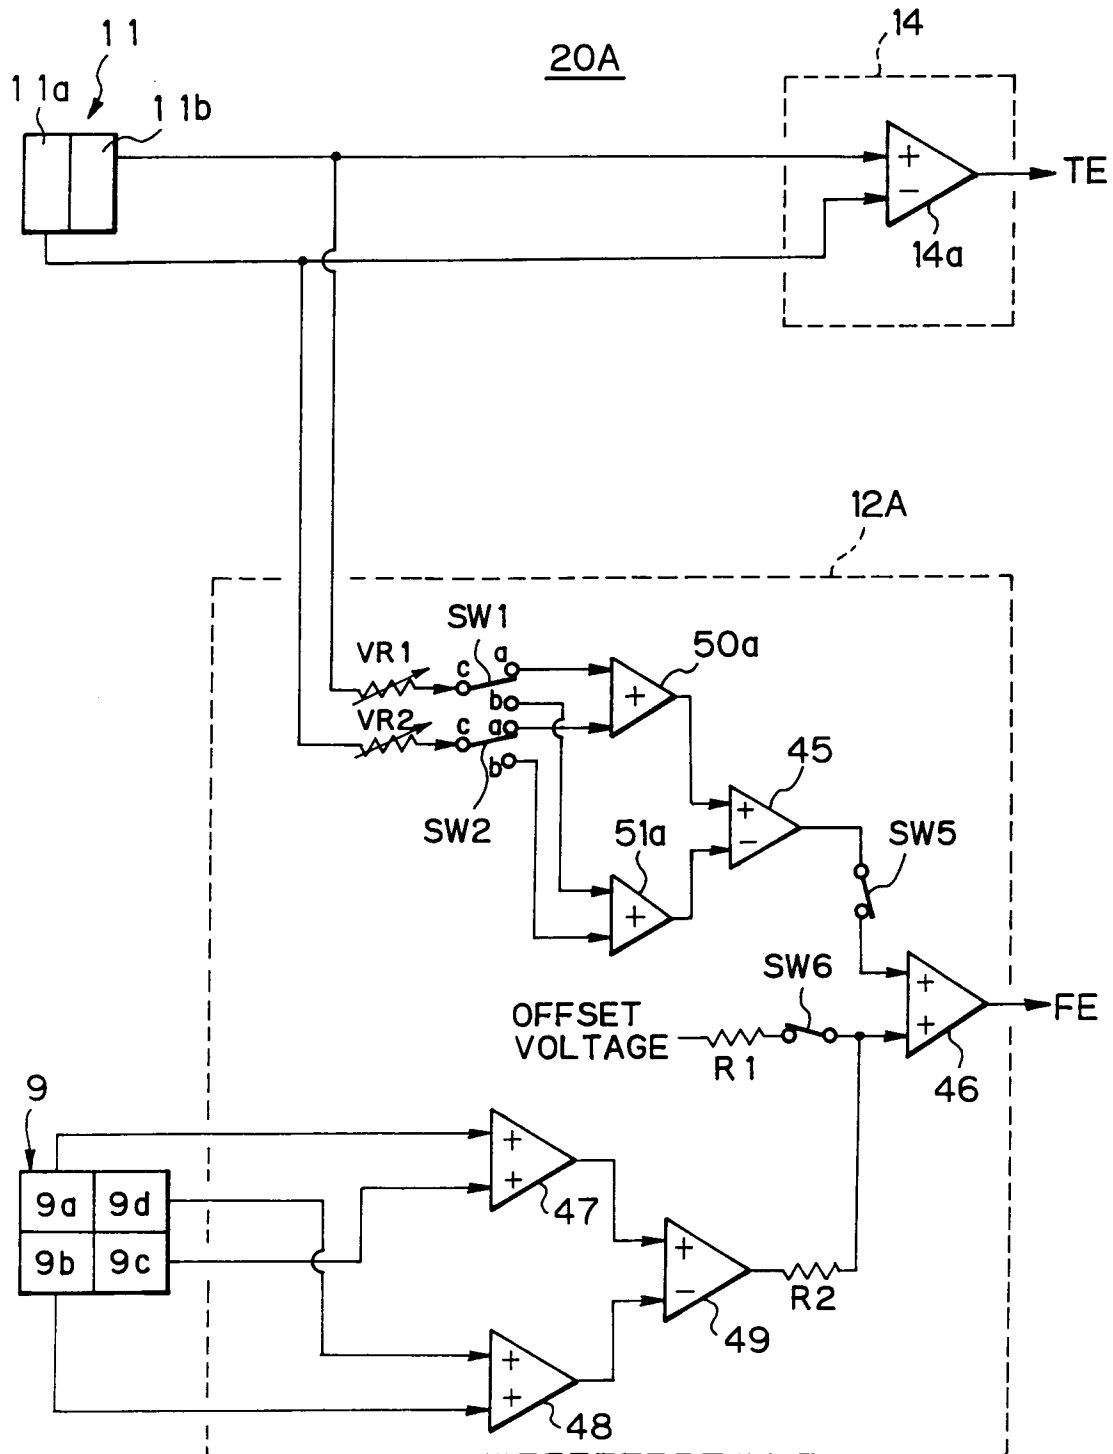 11
14
20A
11a
11b
+
−
TE
14a
12A
SW1
VR1
c
a
b
50a
+
VR2
c
a
b
SW2
45
+
−
51a
+
SW5
SW6
OFFSET
VOLTAGE
R1
+
+
FE
46
9
9a 9d
9b 9c
+
+
47
+
−
49
R2
+
+
48